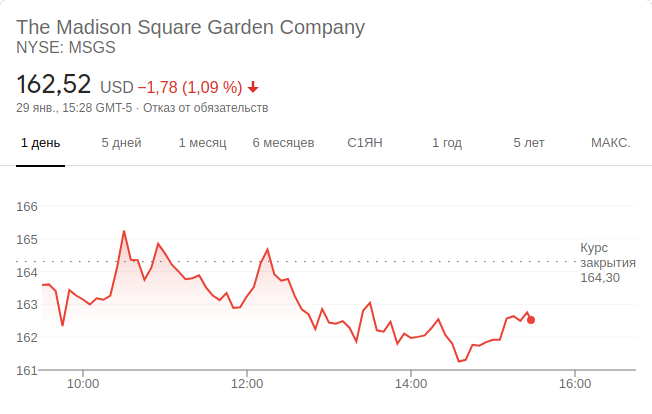 The Madison Square Garden Company
NYSE: MSGS
162,52 USD −1,78 (1,09 %)
29 янв., 15:28 GMT-5 · Отказ от обязательств
1 день 5 дней 1 месяц 6 месяцев С1ЯН 1 год 5 лет МАКС.
166
165
Курс
закрытия
164
164,30
163
162
161
10:00 12:00 14:00 16:00